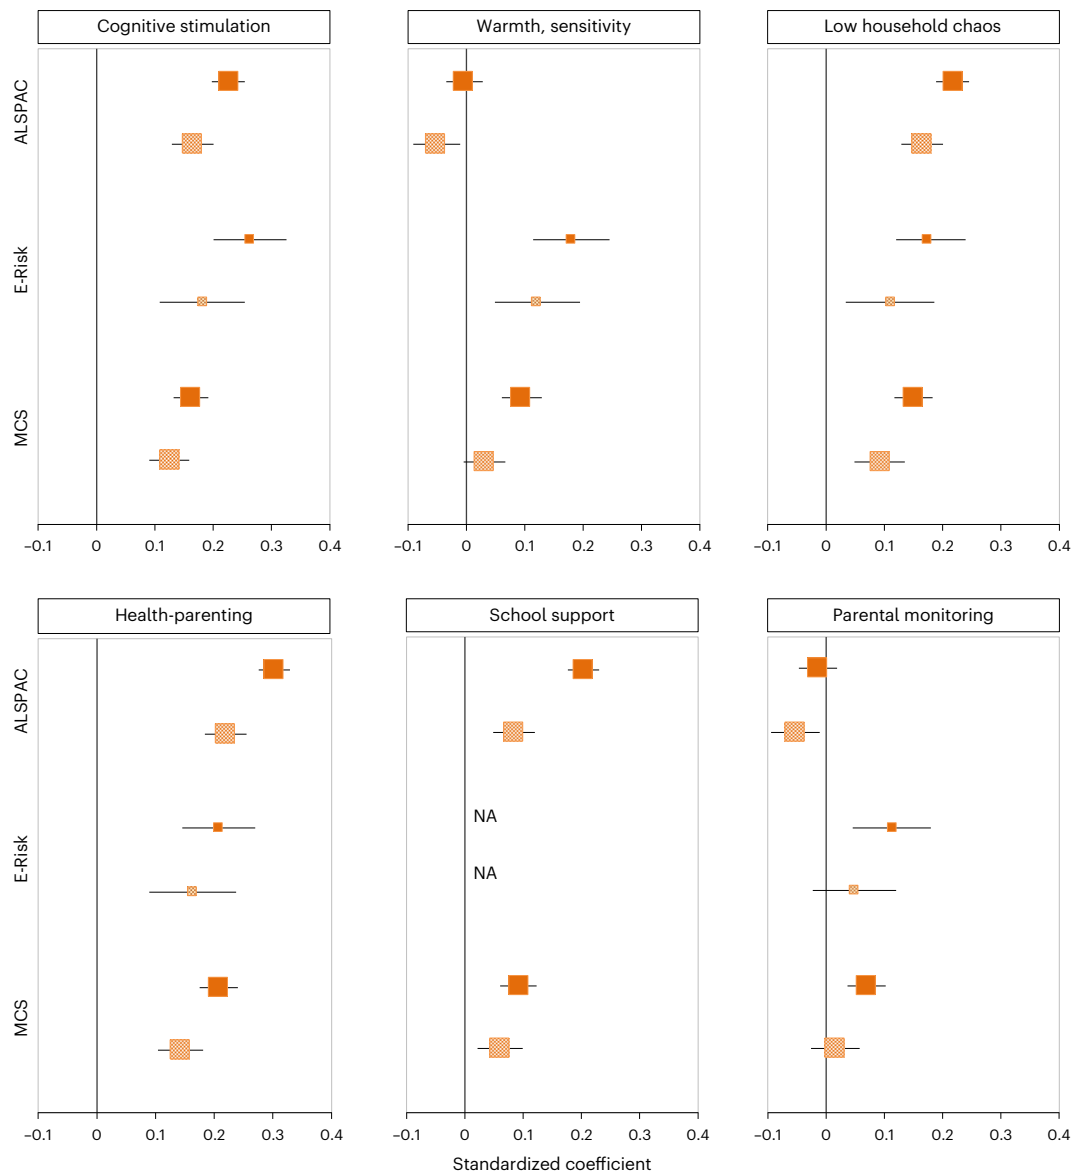 Cognitive stimulation
Warmth, sensitivity
Low household chaos
ALSPAC
E-Risk
MCS
–0.1 0 0.1 0.2 0.3 0.4
–0.1 0 0.1 0.2 0.3 0.4
–0.1 0 0.1 0.2 0.3 0.4
Health-parenting
School support
Parental monitoring
ALSPAC
E-Risk
MCS
NA
NA
–0.1 0 0.1 0.2 0.3 0.4
–0.1 0 0.1 0.2 0.3 0.4
–0.1 0 0.1 0.2 0.3 0.4
Standardized coefficient